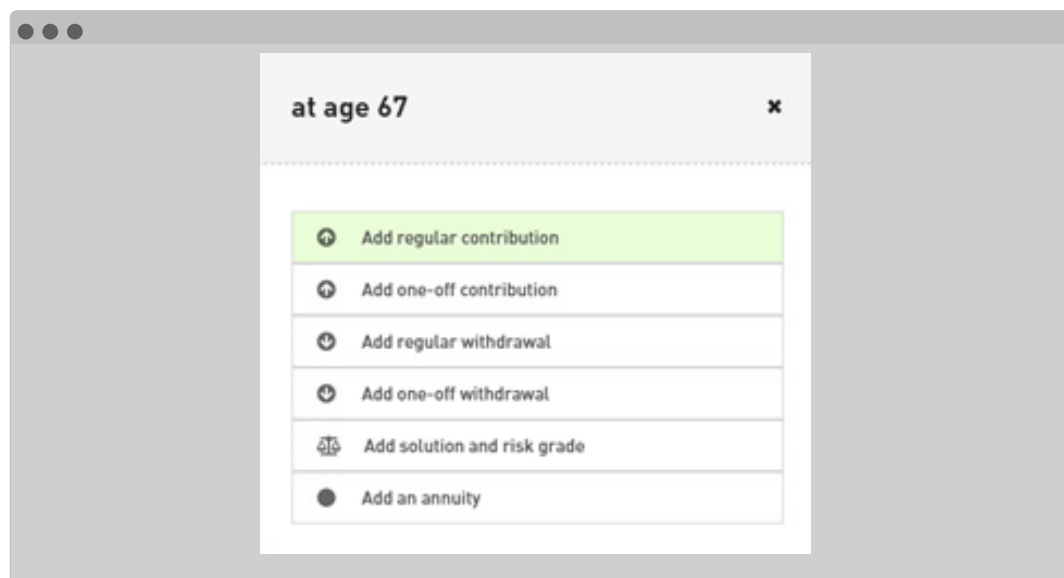 at age 67
Add regular contribution
Add one-off contribution
Add regular withdrawal
Add one-off withdrawal
Add solution and risk grade
Add an annuity